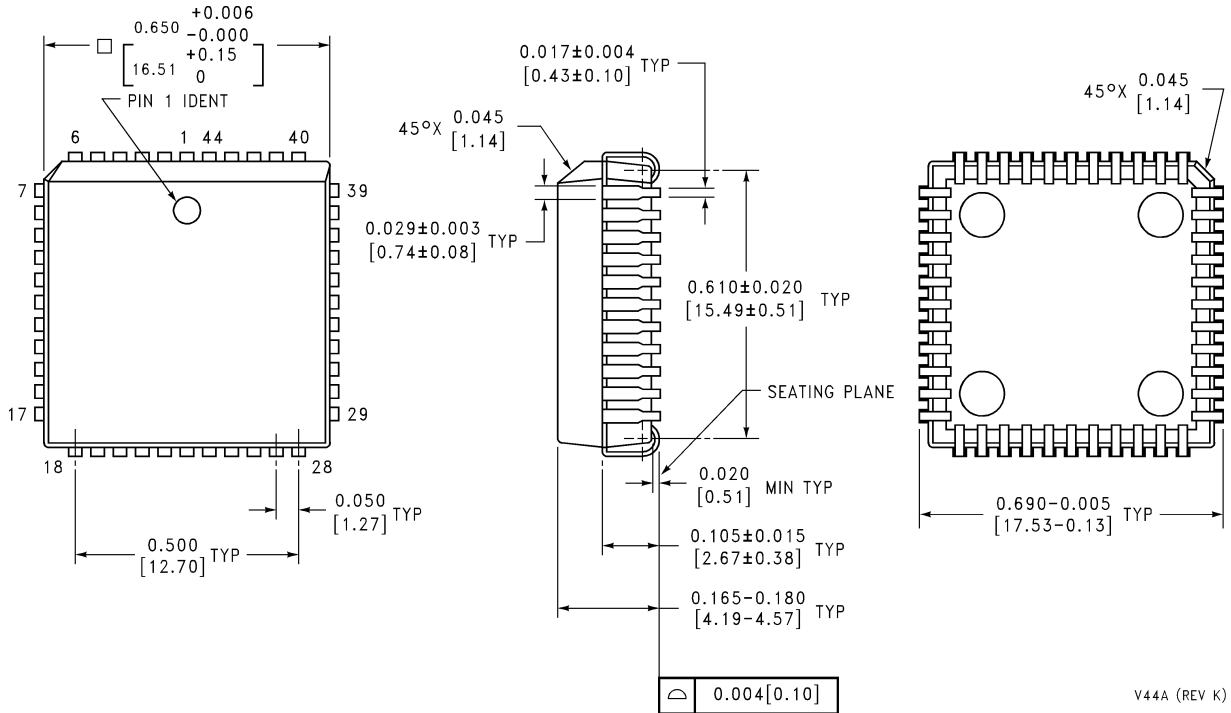 0.650 +0.006 -0.000
[16.51 +0.15 0]
PIN 1 IDENT
6 1 44 40
7 39
17 29
18 28
0.050 [1.27] TYP
0.500 [12.70] TYP
0.017±0.004 [0.43±0.10] TYP
45°X 0.045 [1.14]
0.029±0.003 [0.74±0.08] TYP
0.610±0.020 [15.49±0.51] TYP
SEATING PLANE
0.020 [0.51] MIN TYP
0.105±0.015 [2.67±0.38] TYP
0.165-0.180 [4.19-4.57] TYP
0.004[0.10]
45°X 0.045 [1.14]
0.690-0.005 [17.53-0.13] TYP
V44A (REV K)